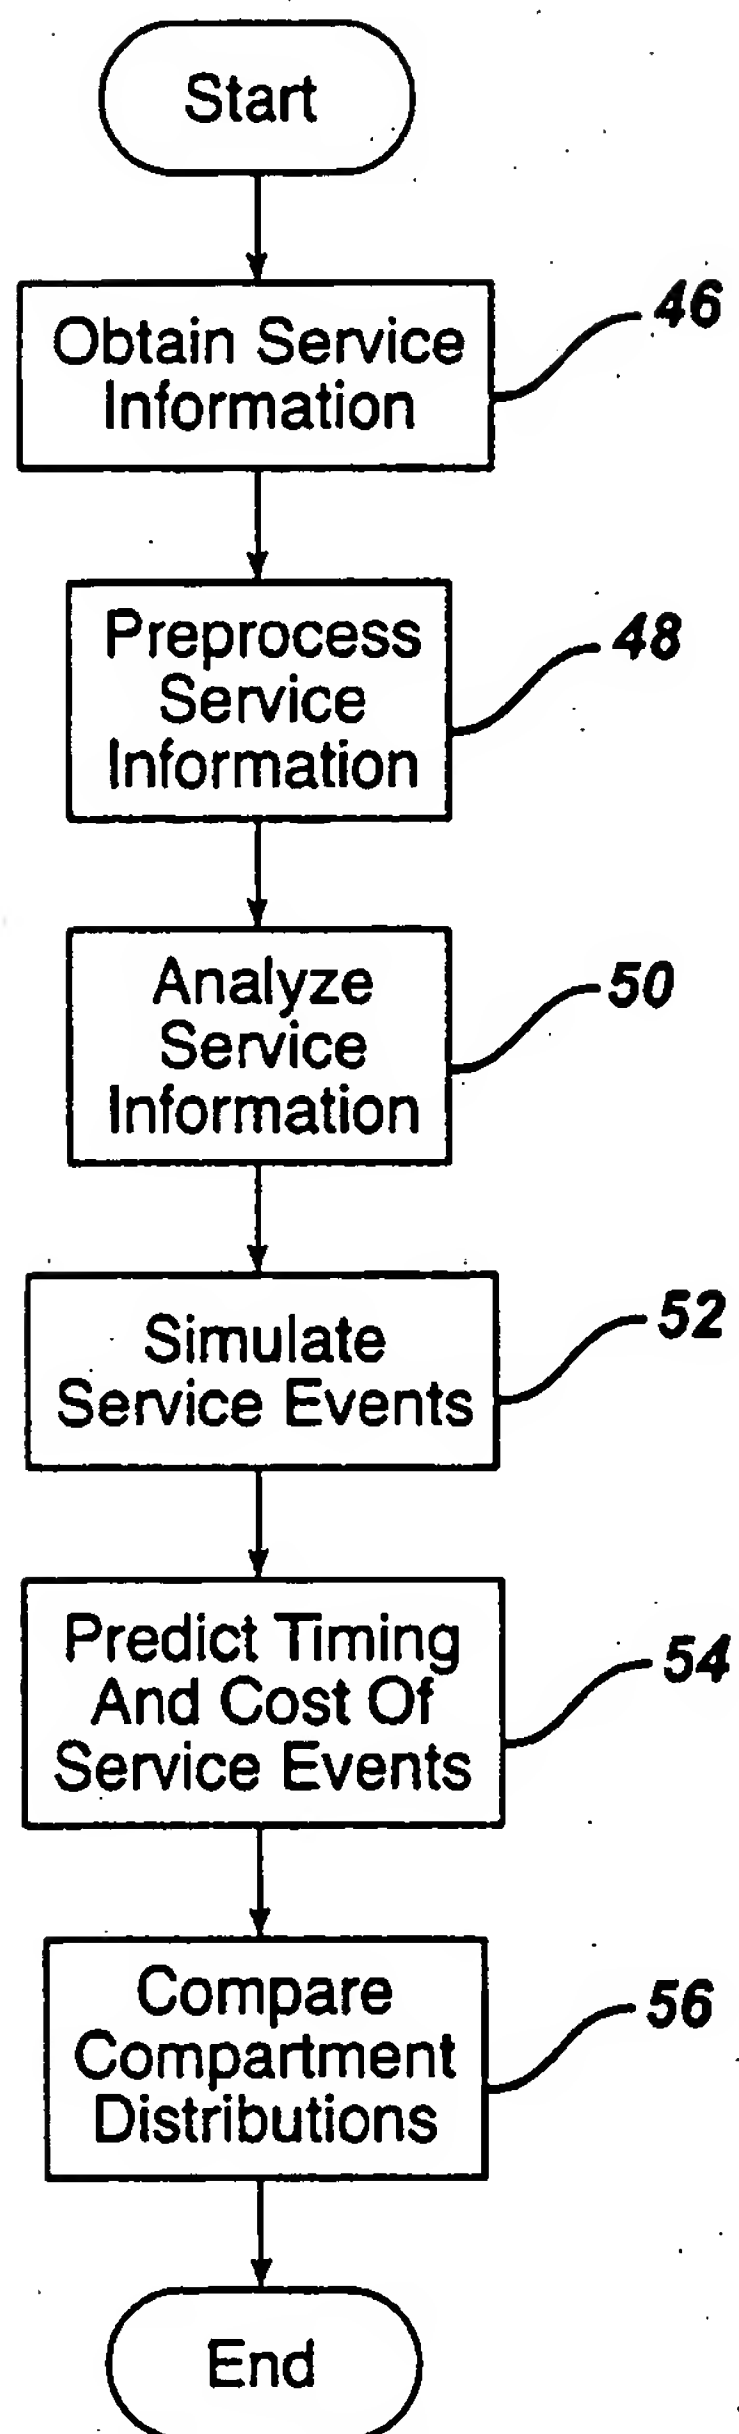 Start
Obtain Service
Information
46
Preprocess
Service
Information
48
Analyze
Service
Information
50
Simulate
Service Events
52
Predict Timing
And Cost Of
Service Events
54
Compare
Compartment
Distributions
56
End